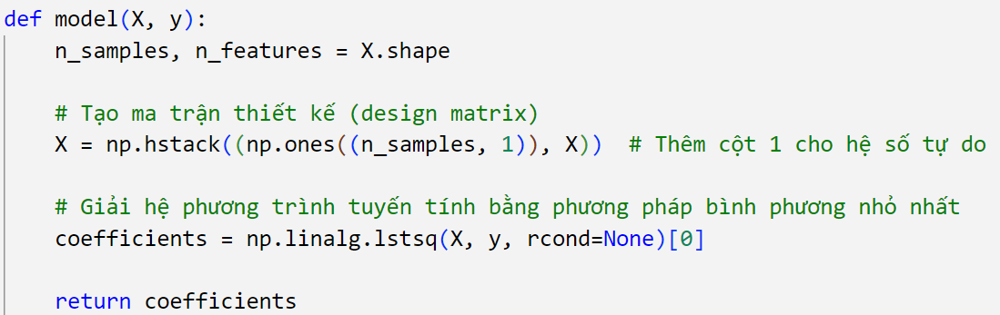 def model(X, y):
    n_samples, n_features = X.shape
    # Tạo ma trận thiết kế (design matrix)
    X = np.hstack((np.ones((n_samples, 1)), X))  # Thêm cột 1 cho hệ số tự do
    # Giải hệ phương trình tuyến tính bằng phương pháp bình phương nhỏ nhất
    coefficients = np.linalg.lstsq(X, y, rcond=None)[0]
    return coefficients